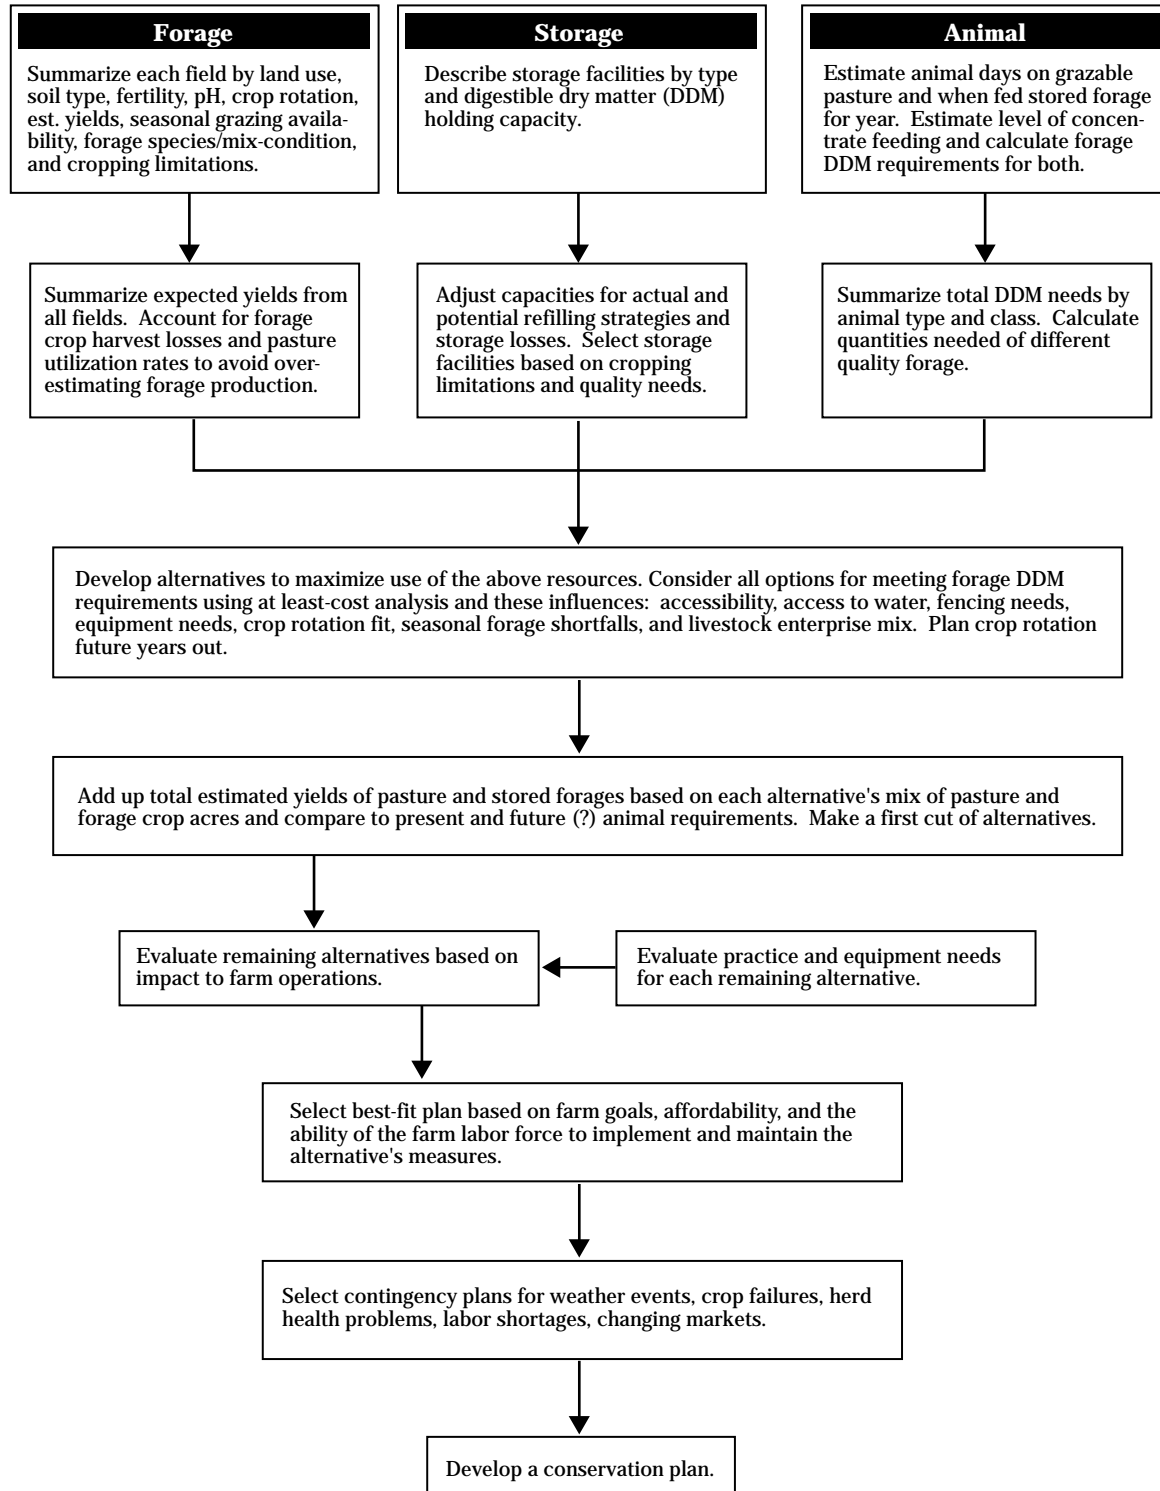 Forage
Summarize each field by land use,
soil type, fertility, pH, crop rotation,
est. yields, seasonal grazing availa-
bility, forage species/mix-condition,
and cropping limitations.
Storage
Describe storage facilities by type
and digestible dry matter (DDM)
holding capacity.
Animal
Estimate animal days on grazable
pasture and when fed stored forage
for year. Estimate level of concen-
trate feeding and calculate forage
DDM requirements for both.
Summarize expected yields from
all fields. Account for forage
crop harvest losses and pasture
utilization rates to avoid over-
estimating forage production.
Adjust capacities for actual and
potential refilling strategies and
storage losses. Select storage
facilities based on cropping
limitations and quality needs.
Summarize total DDM needs by
animal type and class. Calculate
quantities needed of different
quality forage.
Develop alternatives to maximize use of the above resources. Consider all options for meeting forage DDM
requirements using at least-cost analysis and these influences: accessibility, access to water, fencing needs,
equipment needs, crop rotation fit, seasonal forage shortfalls, and livestock enterprise mix. Plan crop rotation
future years out.
Add up total estimated yields of pasture and stored forages based on each alternative's mix of pasture and
forage crop acres and compare to present and future (?) animal requirements. Make a first cut of alternatives.
Evaluate remaining alternatives based on
impact to farm operations.
Evaluate practice and equipment needs
for each remaining alternative.
Select best-fit plan based on farm goals, affordability, and the
ability of the farm labor force to implement and maintain the
alternative's measures.
Select contingency plans for weather events, crop failures, herd
health problems, labor shortages, changing markets.
Develop a conservation plan.